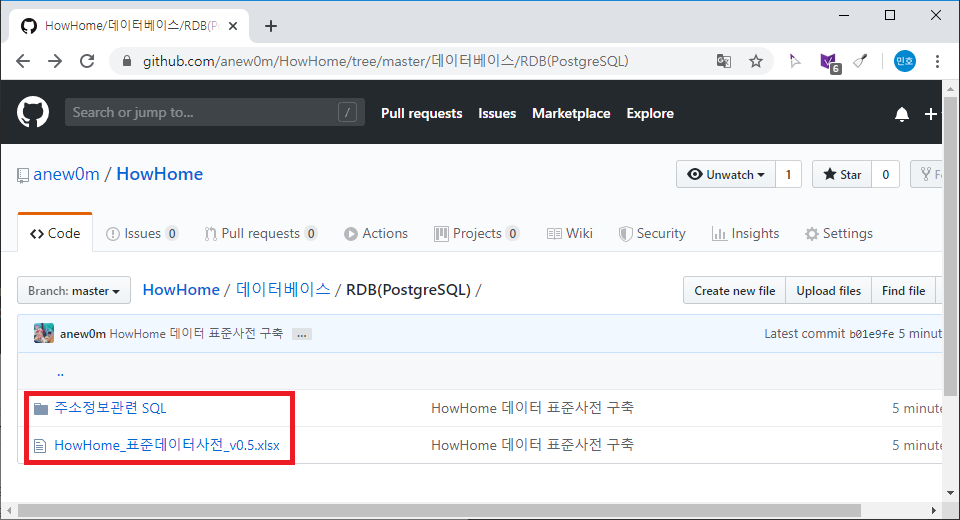 HowHome/데이터베이스/RDB(P
github.com/anew0m/HowHome/tree/master/데이터베이스/RDB(PostgreSQL)
6
민호
Search or jump to...
/
Pull requests Issues Marketplace Explore
anew0m / HowHome
Unwatch 1 Star 0 Fo
Code Issues 0 Pull requests 0 Actions Projects 0 Wiki Security Insights Settings
Branch: master HowHome / 데이터베이스 / RDB(PostgreSQL) / Create new file Upload files Find file
anew0m HowHome 데이터 표준사전 구축 ... Latest commit b01e9fe 5 minut
..
주소정보관련 SQL HowHome 데이터 표준사전 구축 5 minute
HowHome_표준데이터사전_v0.5.xlsx HowHome 데이터 표준사전 구축 5 minute